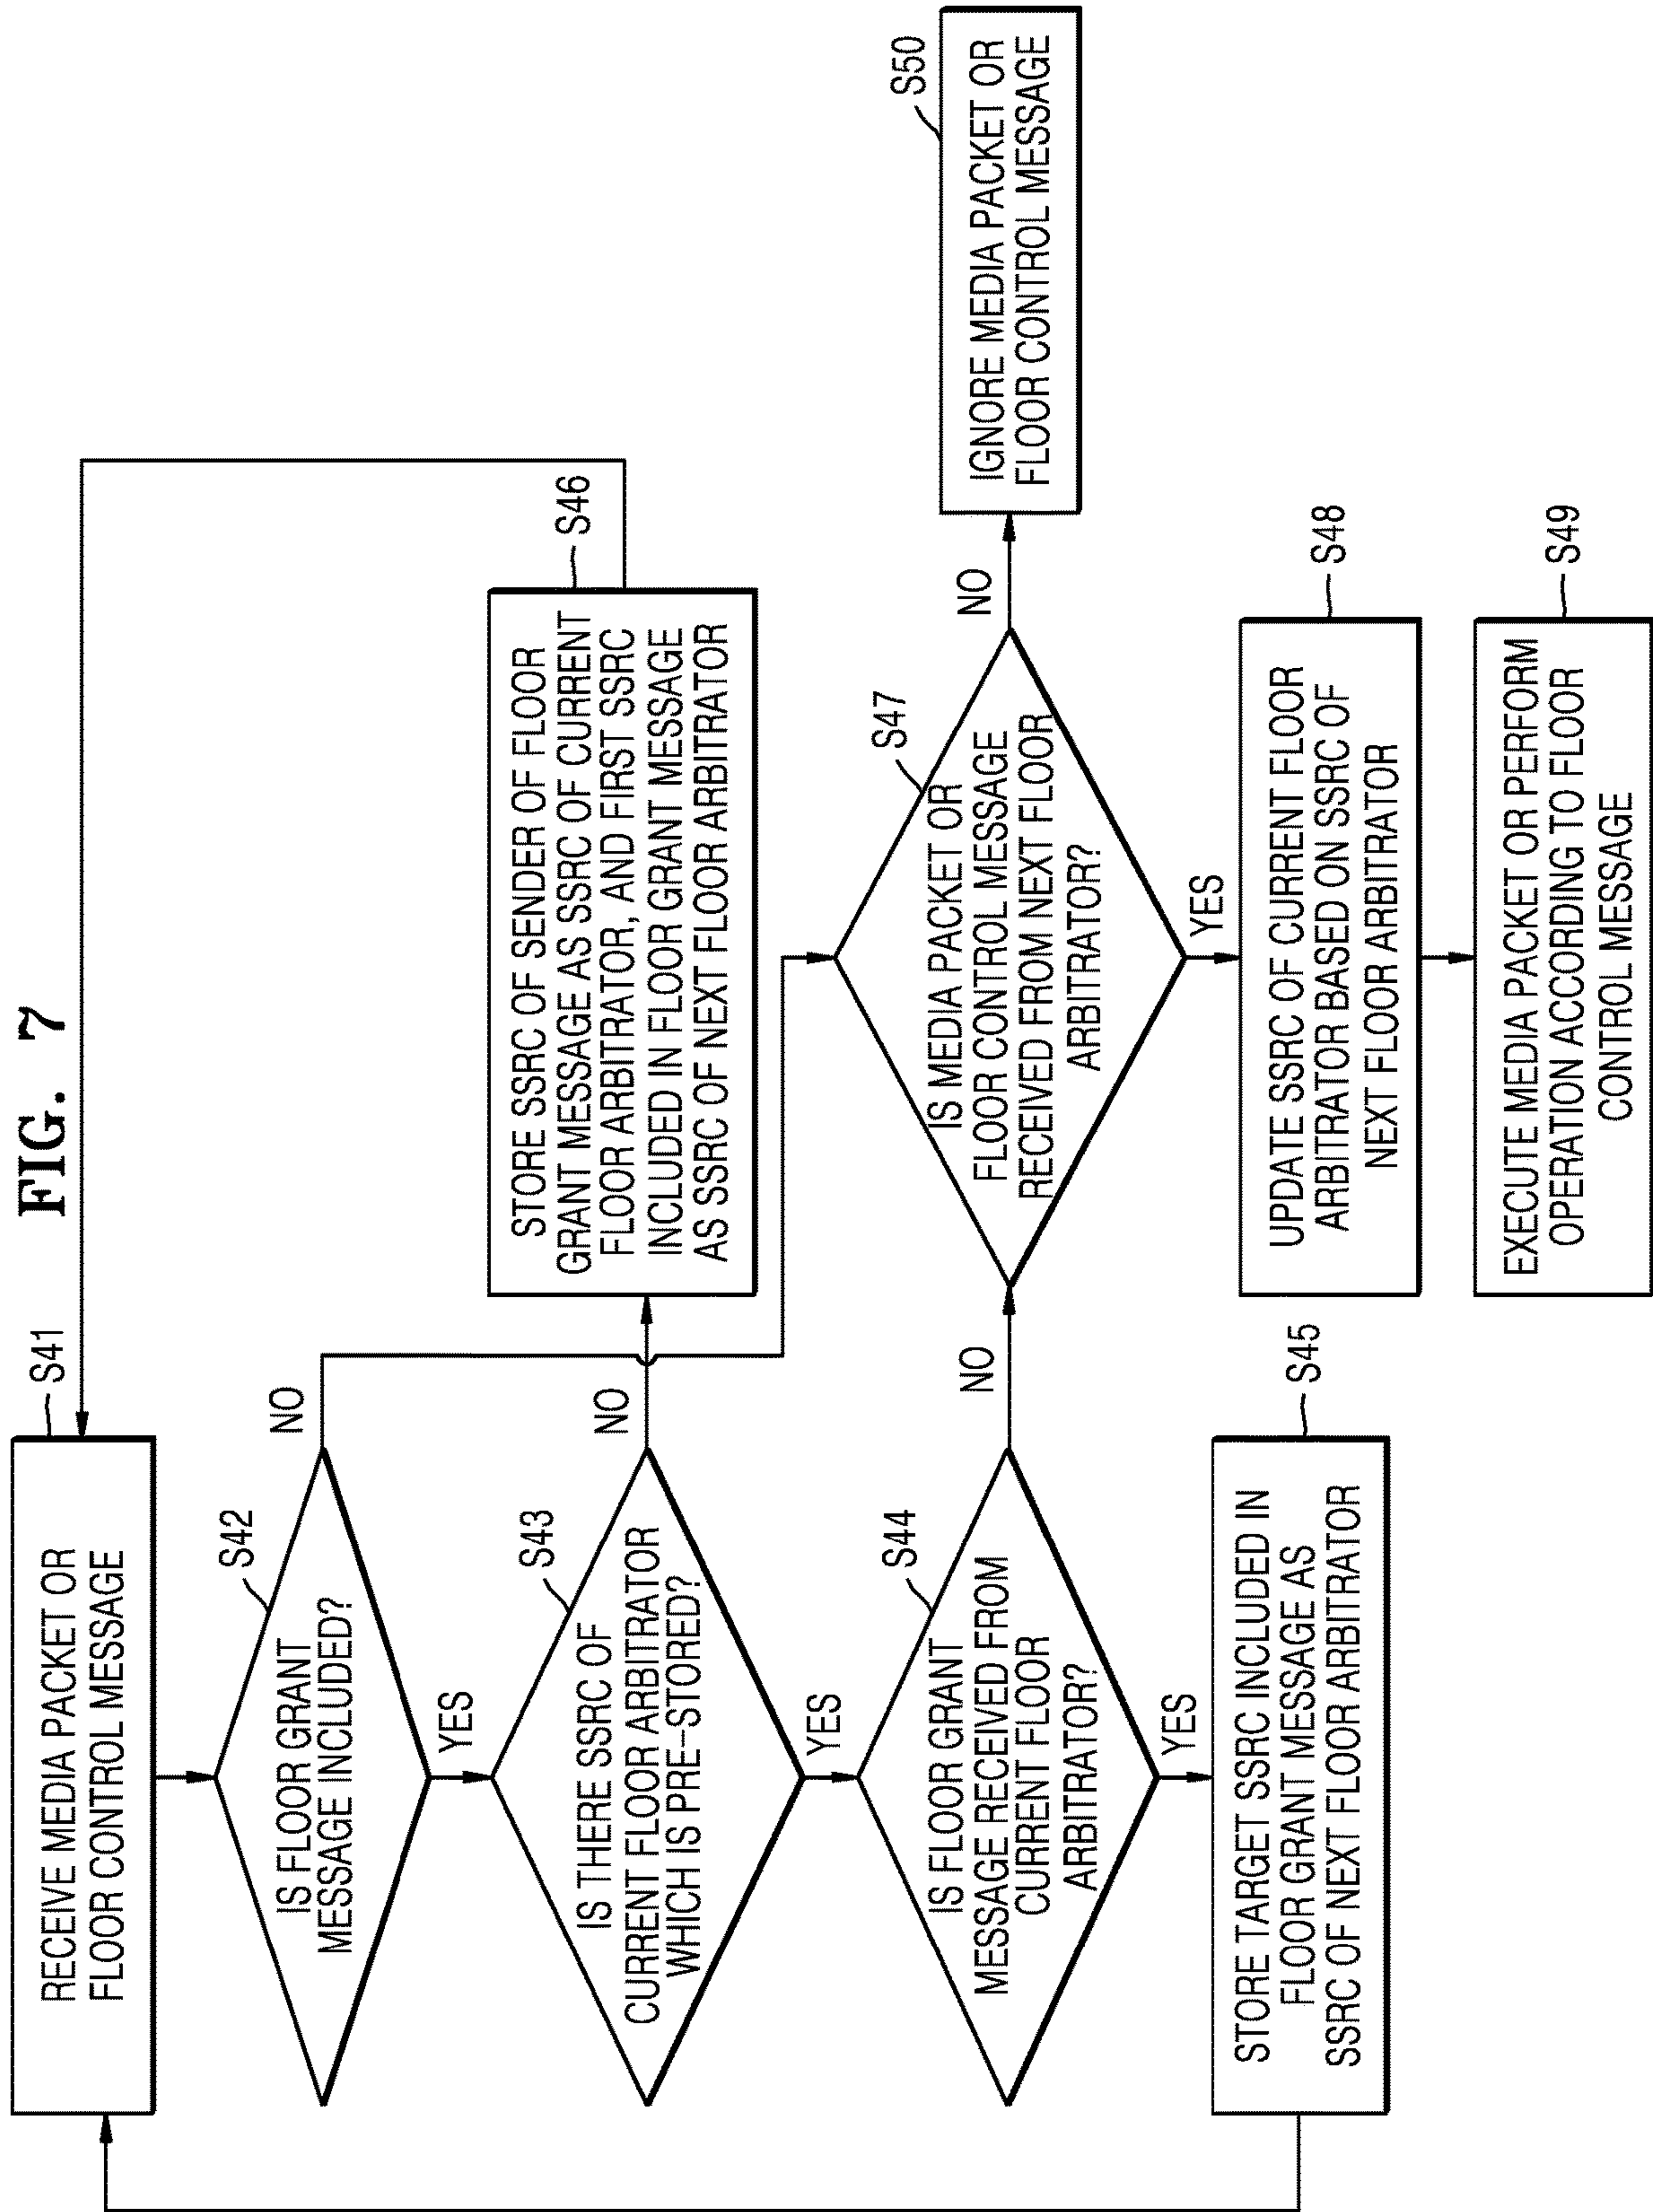 FIG. 7
RECEIVE MEDIA PACKET OR
FLOOR CONTROL MESSAGE
S41
IS FLOOR GRANT
MESSAGE INCLUDED?
S42
NO
YES
IS THERE SSRC OF
CURRENT FLOOR ARBITRATOR
WHICH IS PRE-STORED?
S43
NO
YES
STORE SSRC OF SENDER OF FLOOR
GRANT MESSAGE AS SSRC OF CURRENT
FLOOR ARBITRATOR, AND FIRST SSRC
INCLUDED IN FLOOR GRANT MESSAGE
AS SSRC OF NEXT FLOOR ARBITRATOR
S46
IS FLOOR GRANT
MESSAGE RECEIVED FROM
CURRENT FLOOR
ARBITRATOR?
S44
NO
YES
IS MEDIA PACKET OR
FLOOR CONTROL MESSAGE
RECEIVED FROM NEXT FLOOR
ARBITRATOR?
S47
NO
YES
IGNORE MEDIA PACKET OR
FLOOR CONTROL MESSAGE
S50
STORE TARGET SSRC INCLUDED IN
FLOOR GRANT MESSAGE AS
SSRC OF NEXT FLOOR ARBITRATOR
S45
UPDATE SSRC OF CURRENT FLOOR
ARBITRATOR BASED ON SSRC OF
NEXT FLOOR ARBITRATOR
S48
EXECUTE MEDIA PACKET OR PERFORM
OPERATION ACCORDING TO FLOOR
CONTROL MESSAGE
S49